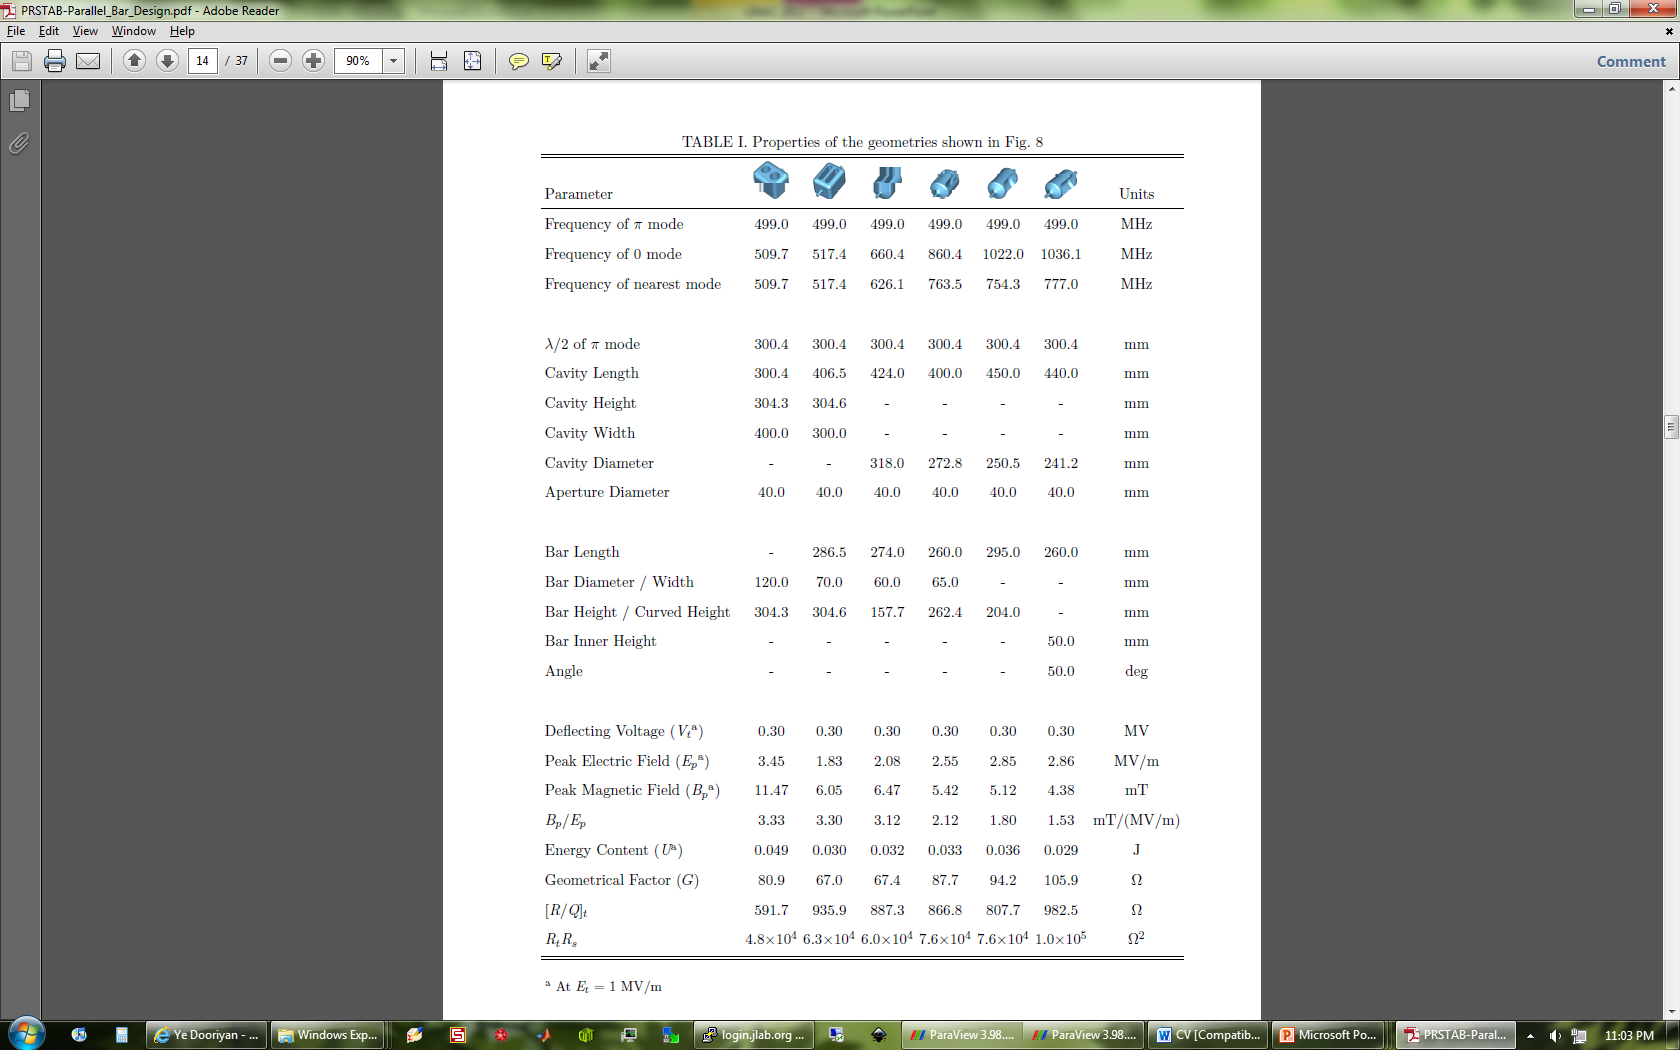 PRSTAB-Parallel_Bar_Design.pdf - Adobe Reader
File Edit View Window Help
14 / 37 90% Comment
TABLE I. Properties of the geometries shown in Fig. 8
Parameter Units
Frequency of π mode 499.0 499.0 499.0 499.0 499.0 499.0 MHz
Frequency of 0 mode 509.7 517.4 660.4 860.4 1022.0 1036.1 MHz
Frequency of nearest mode 509.7 517.4 626.1 763.5 754.3 777.0 MHz
λ/2 of π mode 300.4 300.4 300.4 300.4 300.4 300.4 mm
Cavity Length 300.4 406.5 424.0 400.0 450.0 440.0 mm
Cavity Height 304.3 304.6 - - - - mm
Cavity Width 400.0 300.0 - - - - mm
Cavity Diameter - - 318.0 272.8 250.5 241.2 mm
Aperture Diameter 40.0 40.0 40.0 40.0 40.0 40.0 mm
Bar Length - 286.5 274.0 260.0 295.0 260.0 mm
Bar Diameter / Width 120.0 70.0 60.0 65.0 - - mm
Bar Height / Curved Height 304.3 304.6 157.7 262.4 204.0 - mm
Bar Inner Height - - - - - 50.0 mm
Angle - - - - - 50.0 deg
Deflecting Voltage (Vₜᵃ) 0.30 0.30 0.30 0.30 0.30 0.30 MV
Peak Electric Field (Eₚᵃ) 3.45 1.83 2.08 2.55 2.85 2.86 MV/m
Peak Magnetic Field (Bₚᵃ) 11.47 6.05 6.47 5.42 5.12 4.38 mT
Bₚ/Eₚ 3.33 3.30 3.12 2.12 1.80 1.53 mT/(MV/m)
Energy Content (Uᵃ) 0.049 0.030 0.032 0.033 0.036 0.029 J
Geometrical Factor (G) 80.9 67.0 67.4 87.7 94.2 105.9 Ω
[R/Q]ₜ 591.7 935.9 887.3 866.8 807.7 982.5 Ω
RₜRₛ 4.8×10⁴ 6.3×10⁴ 6.0×10⁴ 7.6×10⁴ 7.6×10⁴ 1.0×10⁵ Ω²
ᵃ At Eₜ = 1 MV/m
Ye Dooriyan - ... Windows Exp... login.jlab.org ... ParaView 3.98.... ParaView 3.98.... CV [Compatib... Microsoft Po... PRSTAB-Paral... 11:03 PM